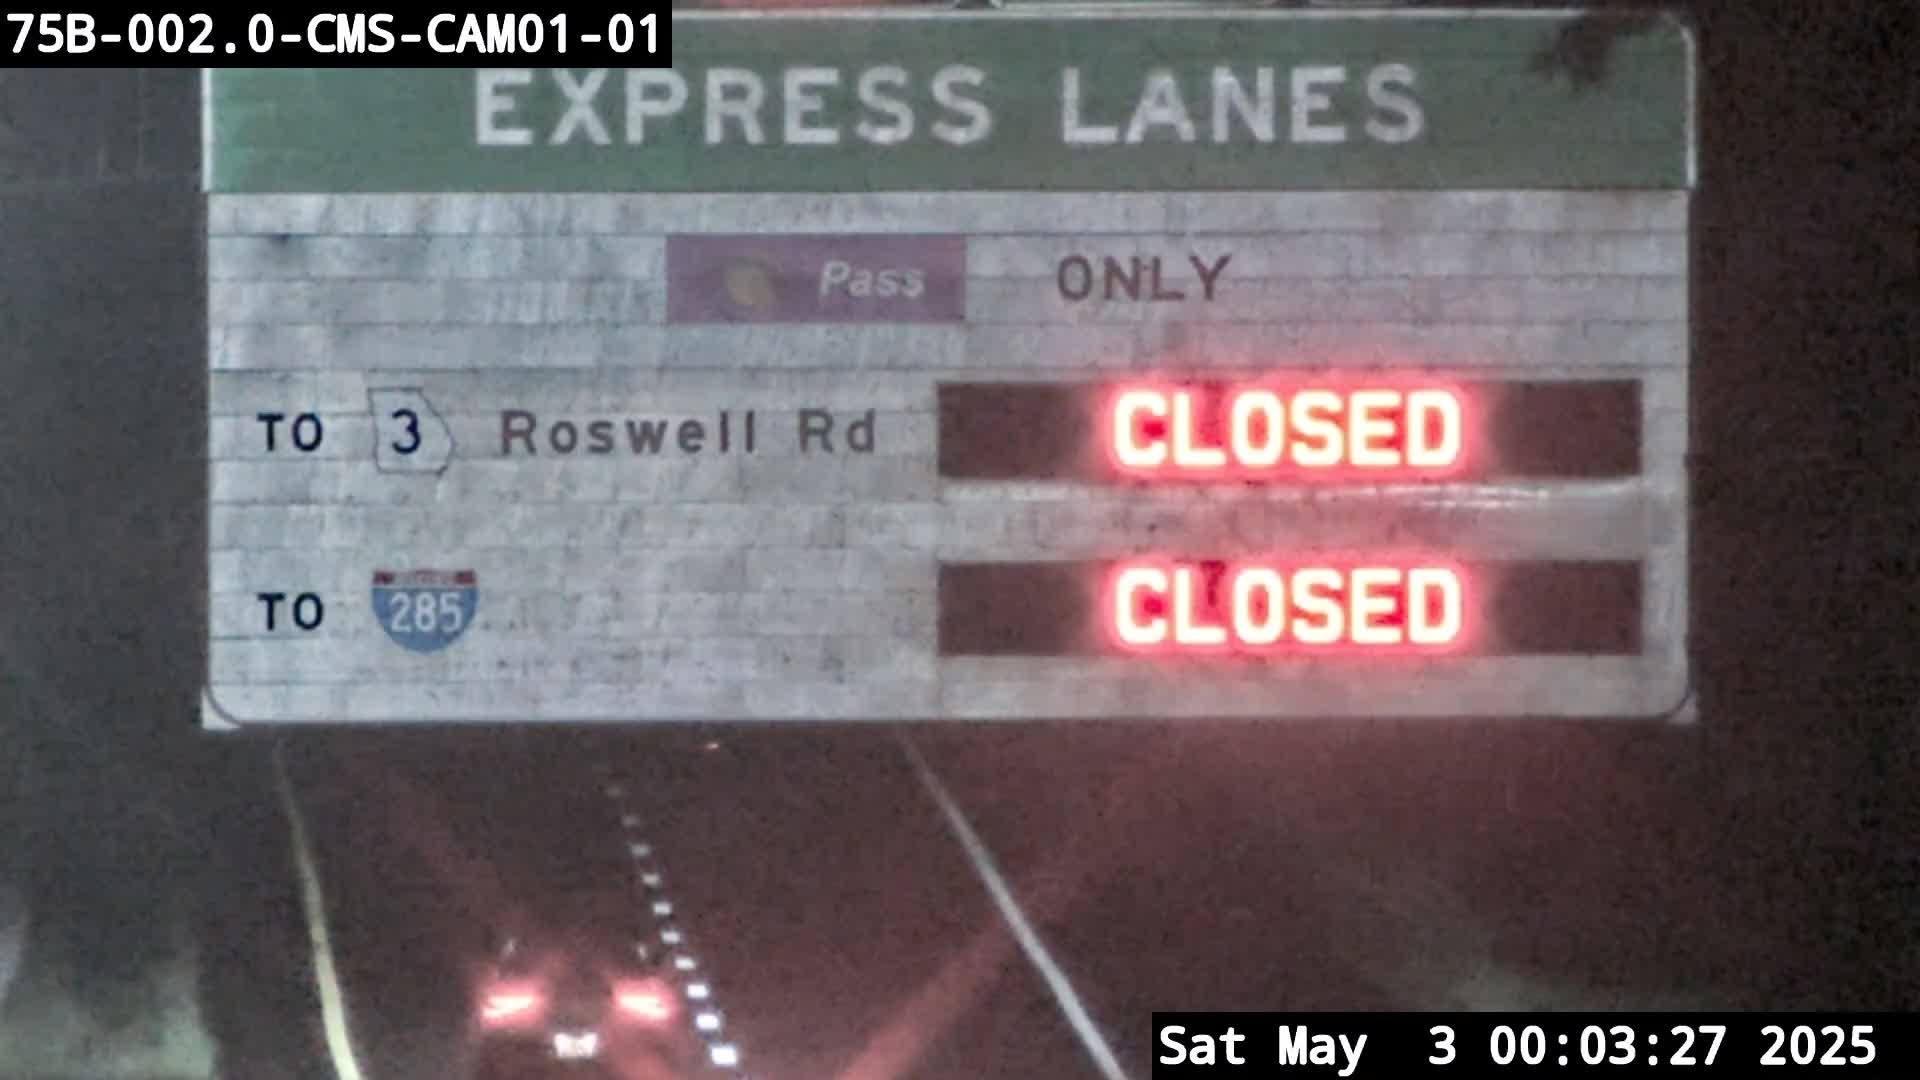 75B-002.0-CMS-CAM01-01
EXPRESS LANES
Pass ONLY
TO 3 Roswell Rd CLOSED
TO 285 CLOSED
Sat May 3 00:03:27 2025